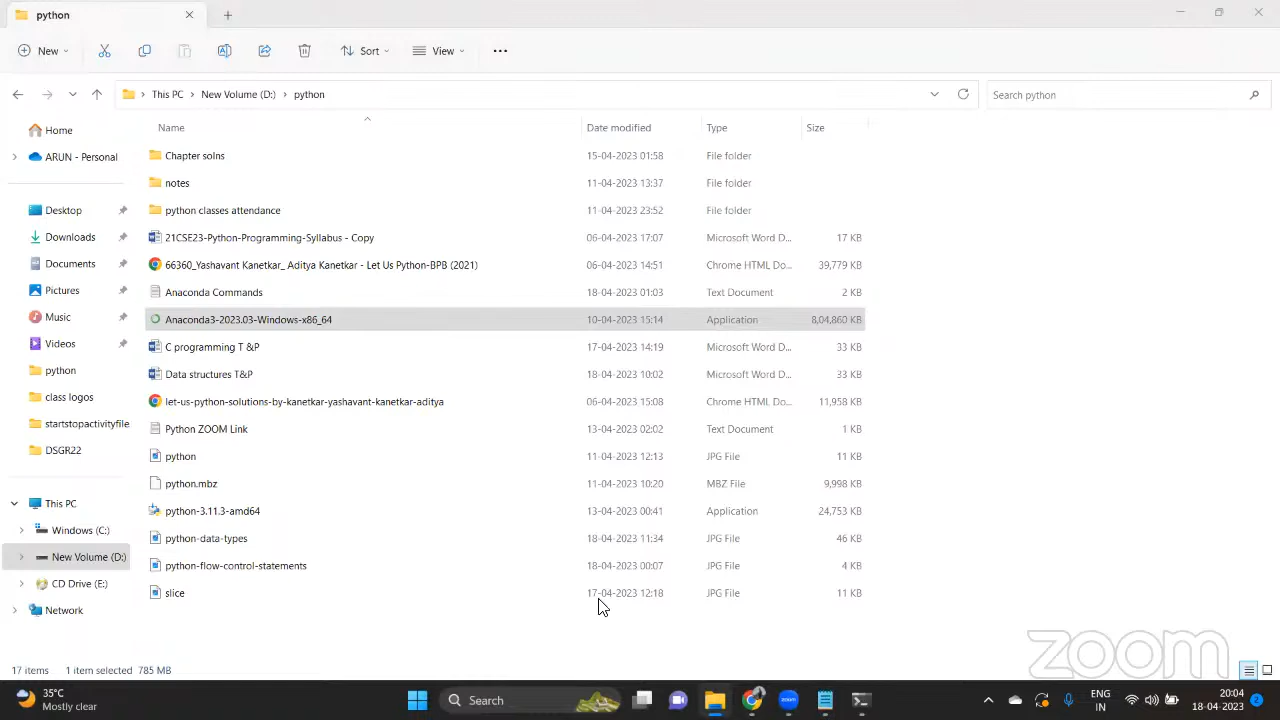 python
New
Sort
View
This PC > New Volume (D:) > python
Search python
Name Date modified Type Size
Home
ARUN - Personal
Desktop
Downloads
Documents
Pictures
Music
Videos
python
class logos
startstopactivityfile
DSGR22
This PC
Windows (C:)
New Volume (D:)
CD Drive (E:)
Network
Chapter solns 15-04-2023 01:58 File folder
notes 11-04-2023 13:37 File folder
python classes attendance 11-04-2023 23:52 File folder
21CSE23-Python-Programming-Syllabus - Copy 06-04-2023 17:07 Microsoft Word D... 17 KB
66360_Yashavant Kanetkar_ Aditya Kanetkar - Let Us Python-BPB (2021) 06-04-2023 14:51 Chrome HTML Do... 39,779 KB
Anaconda Commands 18-04-2023 01:03 Text Document 2 KB
Anaconda3-2023.03-Windows-x86_64 10-04-2023 15:14 Application 8,04,860 KB
C programming T &P 17-04-2023 14:19 Microsoft Word D... 33 KB
Data structures T&P 18-04-2023 10:02 Microsoft Word D... 33 KB
let-us-python-solutions-by-kanetkar-yashavant-kanetkar-aditya 06-04-2023 15:08 Chrome HTML Do... 11,958 KB
Python ZOOM Link 13-04-2023 02:02 Text Document 1 KB
python 11-04-2023 12:13 JPG File 11 KB
python.mbz 11-04-2023 10:20 MBZ File 9,998 KB
python-3.11.3-amd64 13-04-2023 00:41 Application 24,753 KB
python-data-types 18-04-2023 11:34 JPG File 46 KB
python-flow-control-statements 18-04-2023 00:07 JPG File 4 KB
slice 17-04-2023 12:18 JPG File 11 KB
zoom
17 items 1 item selected 785 MB
35°C
Mostly clear
Search
zoom
ENG
IN
20:04
18-04-2023
2